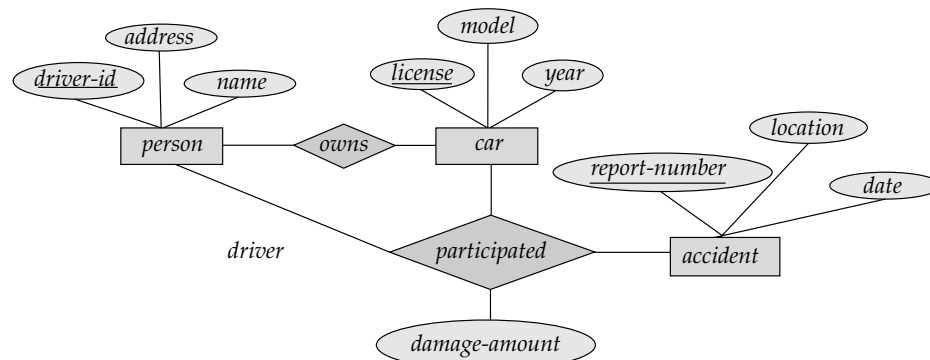 model
address
driver-id
name
license
year
person
owns
car
location
report-number
date
driver
participated
accident
damage-amount